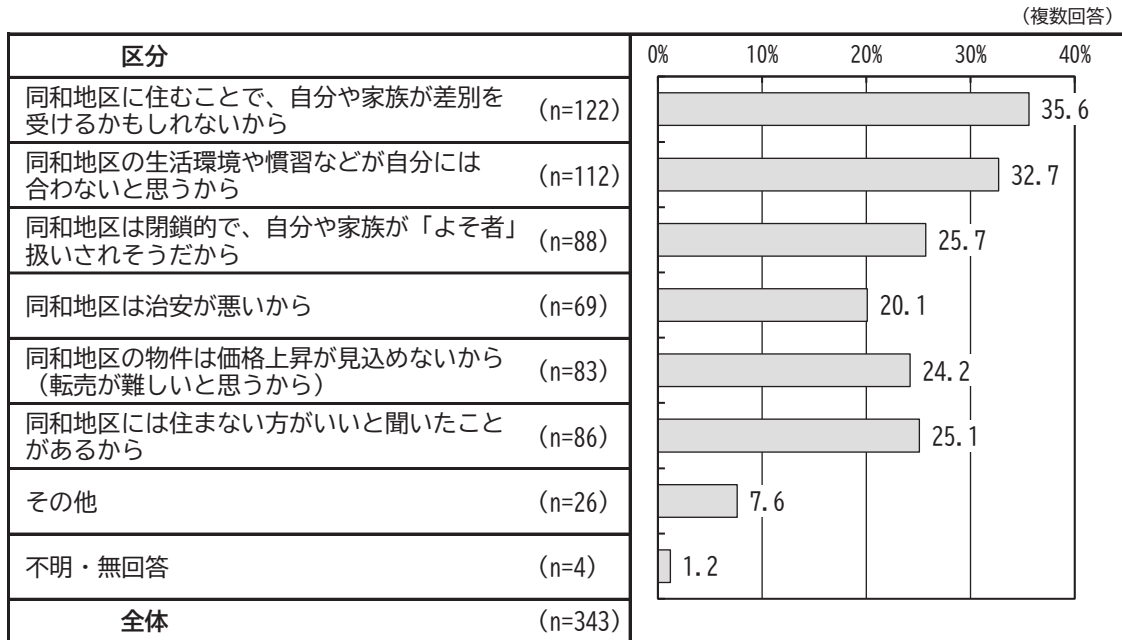 （複数回答）
区分
0% 10% 20% 30% 40%
同和地区に住むことで、自分や家族が差別を
受けるかもしれないから
（n=122）
35.6
同和地区の生活環境や慣習などが自分には
合わないと思うから
（n=112）
32.7
同和地区は閉鎖的で、自分や家族が「よそ者」
扱いされそうだから
（n=88）
25.7
同和地区は治安が悪いから
（n=69）
20.1
同和地区の物件は価格上昇が見込めないから
（転売が難しいと思うから）
（n=83）
24.2
同和地区には住まない方がいいと聞いたこと
があるから
（n=86）
25.1
その他
（n=26）
7.6
不明・無回答
（n=4）
1.2
全体
（n=343）